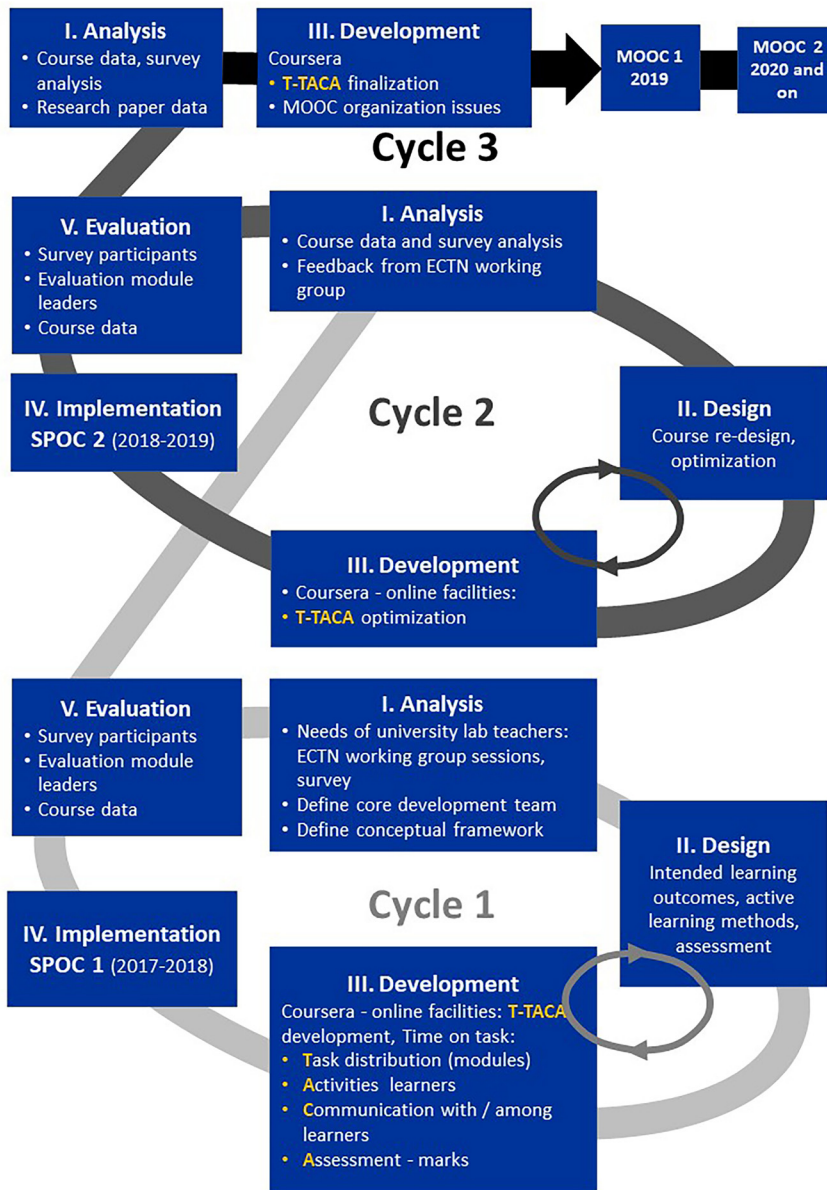 I. Analysis
• Course data, survey
analysis
• Research paper data
III. Development
Coursera
• T-TACA finalization
• MOOC organization issues
MOOC 1
2019
MOOC 2
2020 and
on
Cycle 3
V. Evaluation
• Survey participants
• Evaluation module
leaders
• Course data
I. Analysis
• Course data and survey analysis
• Feedback from ECTN working
group
IV. Implementation
SPOC 2 (2018-2019)
Cycle 2
II. Design
Course re-design,
optimization
III. Development
• Coursera - online facilities:
• T-TACA optimization
V. Evaluation
• Survey participants
• Evaluation module
leaders
• Course data
I. Analysis
• Needs of university lab teachers:
ECTN working group sessions,
survey
• Define core development team
• Define conceptual framework
II. Design
Intended learning
outcomes, active
learning methods,
assessment
Cycle 1
IV. Implementation
SPOC 1 (2017-2018)
III. Development
Coursera - online facilities: T-TACA
development, Time on task:
• Task distribution (modules)
• Activities learners
• Communication with / among
learners
• Assessment - marks